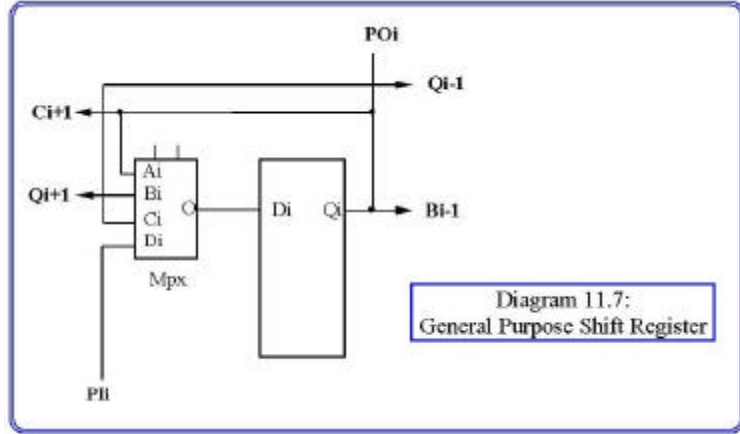 POi
Qi-1
Ci+1
Ai
Qi+1
Bi
O
Di
Qi
Bi-1
Ci
Di
Mpx
Diagram 11.7:
General Purpose Shift Register
PIi